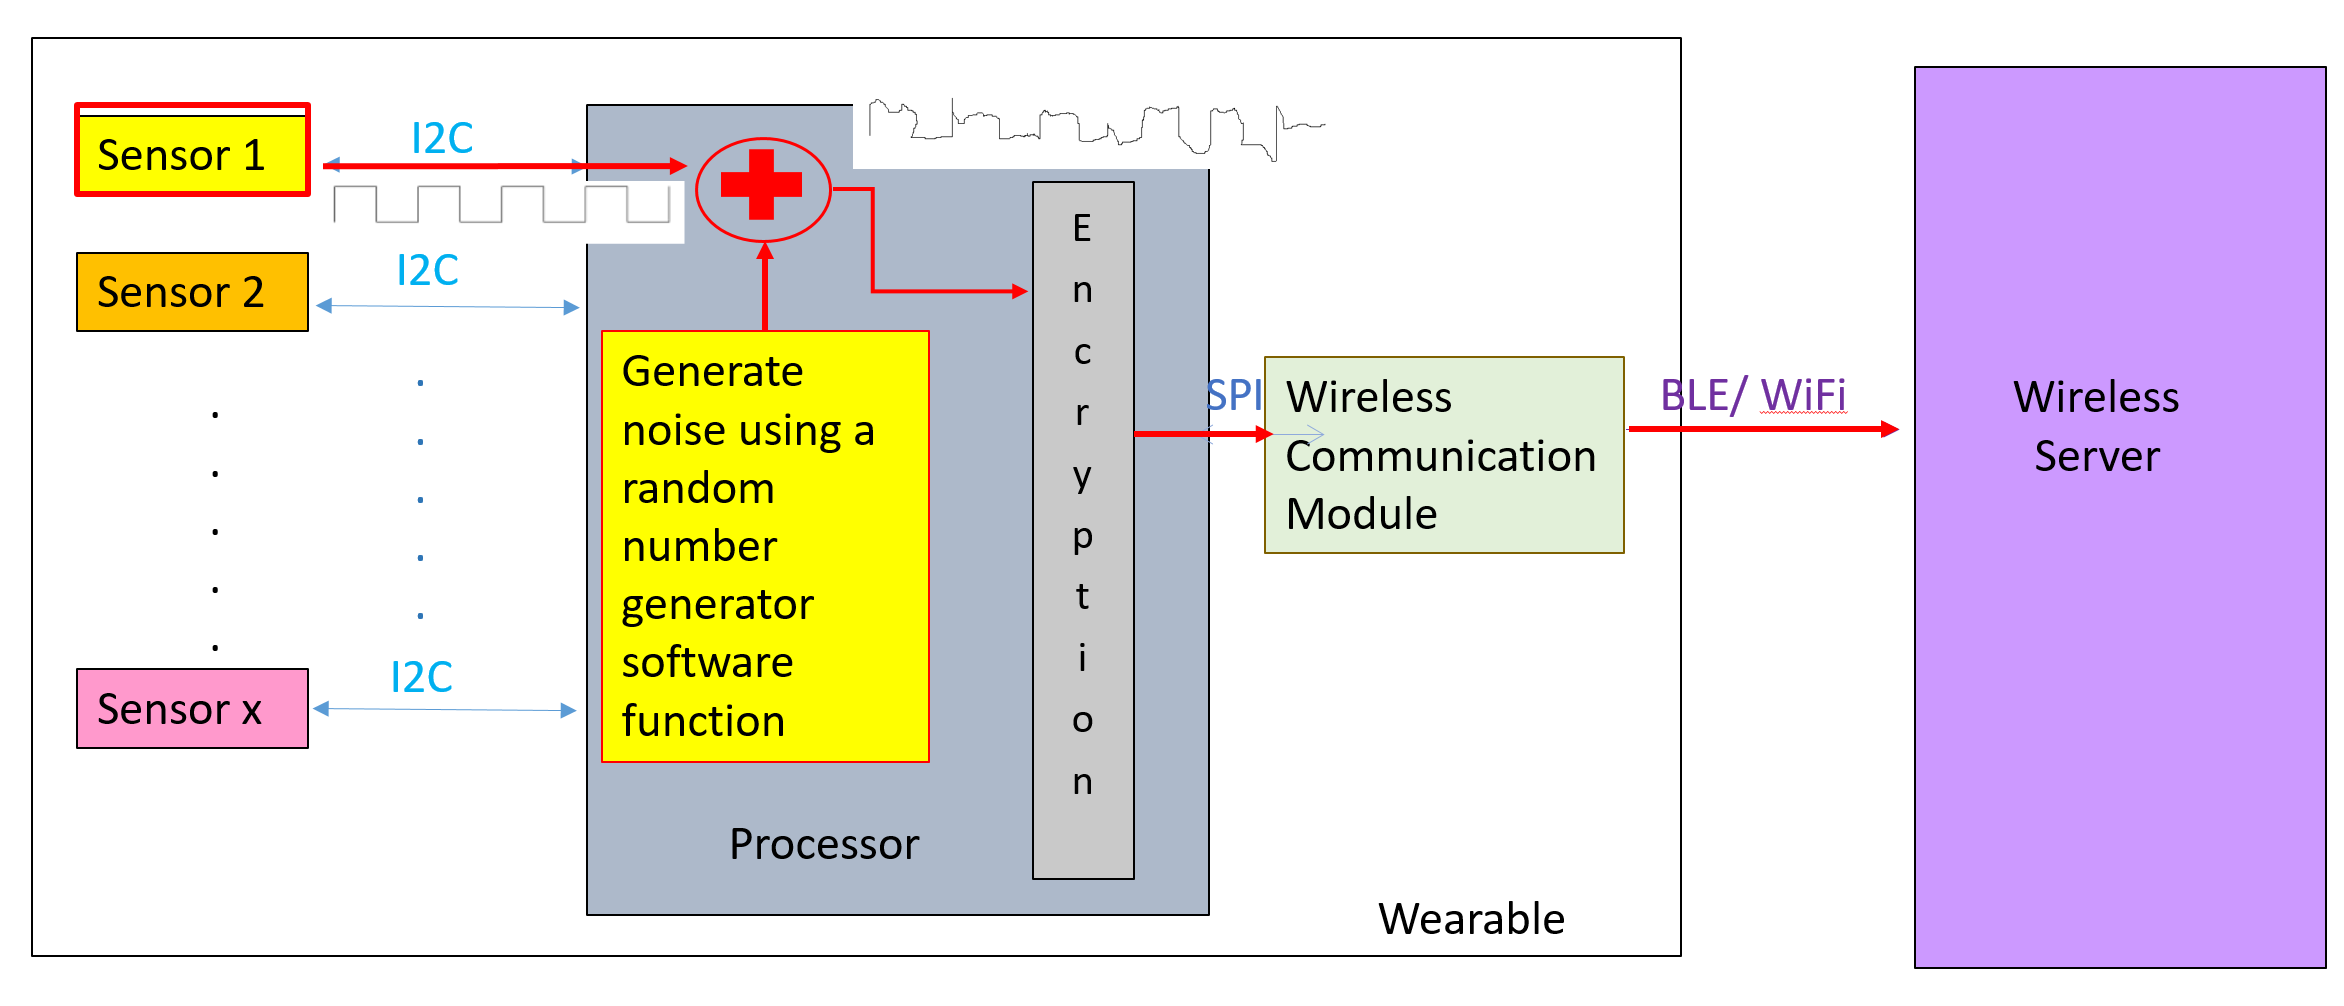 Sensor 1
I2C
Sensor 2
I2C
Sensor x
I2C
Generate
noise using a
random
number
generator
software
function
Processor
E
n
c
r
y
p
t
i
o
n
SPI
Wireless
Communication
Module
BLE/ WiFi
Wearable
Wireless
Server